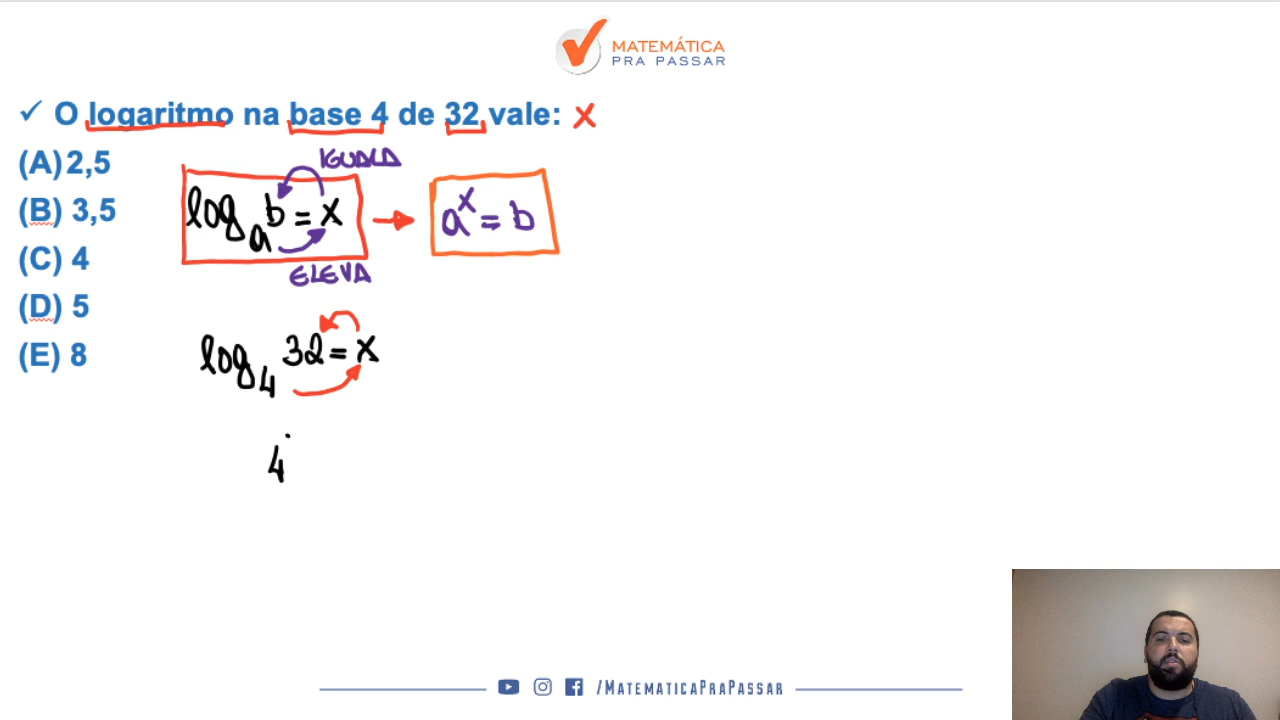 MATEMÁTICA
PRA PASSAR
✓ O logaritmo na base 4 de 32 vale: x
(A) 2,5
(B) 3,5
(C) 4
(D) 5
(E) 8
IGUALA
log_a b = x → a^x = b
ELEVA
log_4 32 = x
4
/MATEMATICAPRAPASSAR